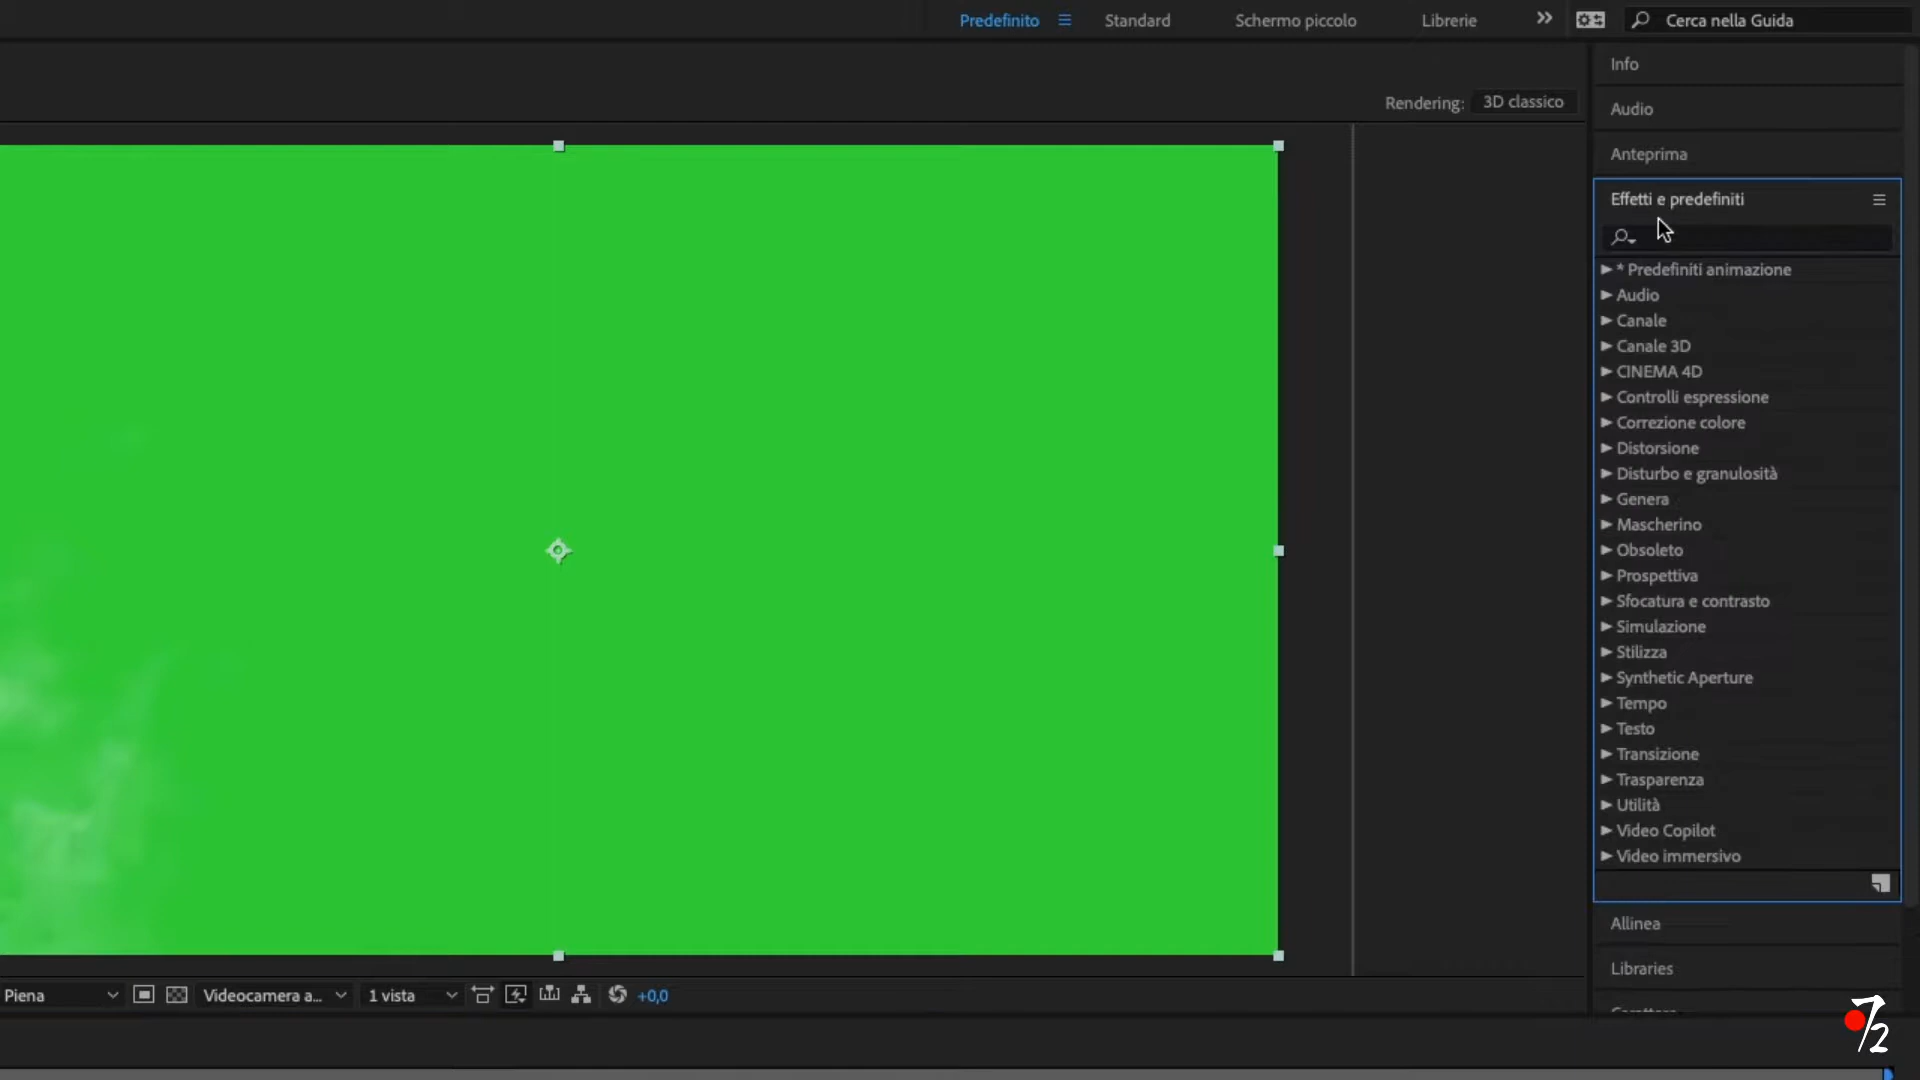 Predefinito
Standard
Schermo piccolo
Librerie
Cerca nella Guida
Info
Rendering: 3D classico
Audio
Anteprima
Effetti e predefiniti
* Predefiniti animazione
Audio
Canale
Canale 3D
CINEMA 4D
Controlli espressione
Correzione colore
Distorsione
Disturbo e granulosità
Genera
Mascherino
Obsoleto
Prospettiva
Sfocatura e contrasto
Simulazione
Stilizza
Synthetic Aperture
Tempo
Testo
Transizione
Trasparenza
Utilità
Video Copilot
Video immersivo
Allinea
Libraries
Piena
Videocamera a...
1 vista
+0,0
7/2